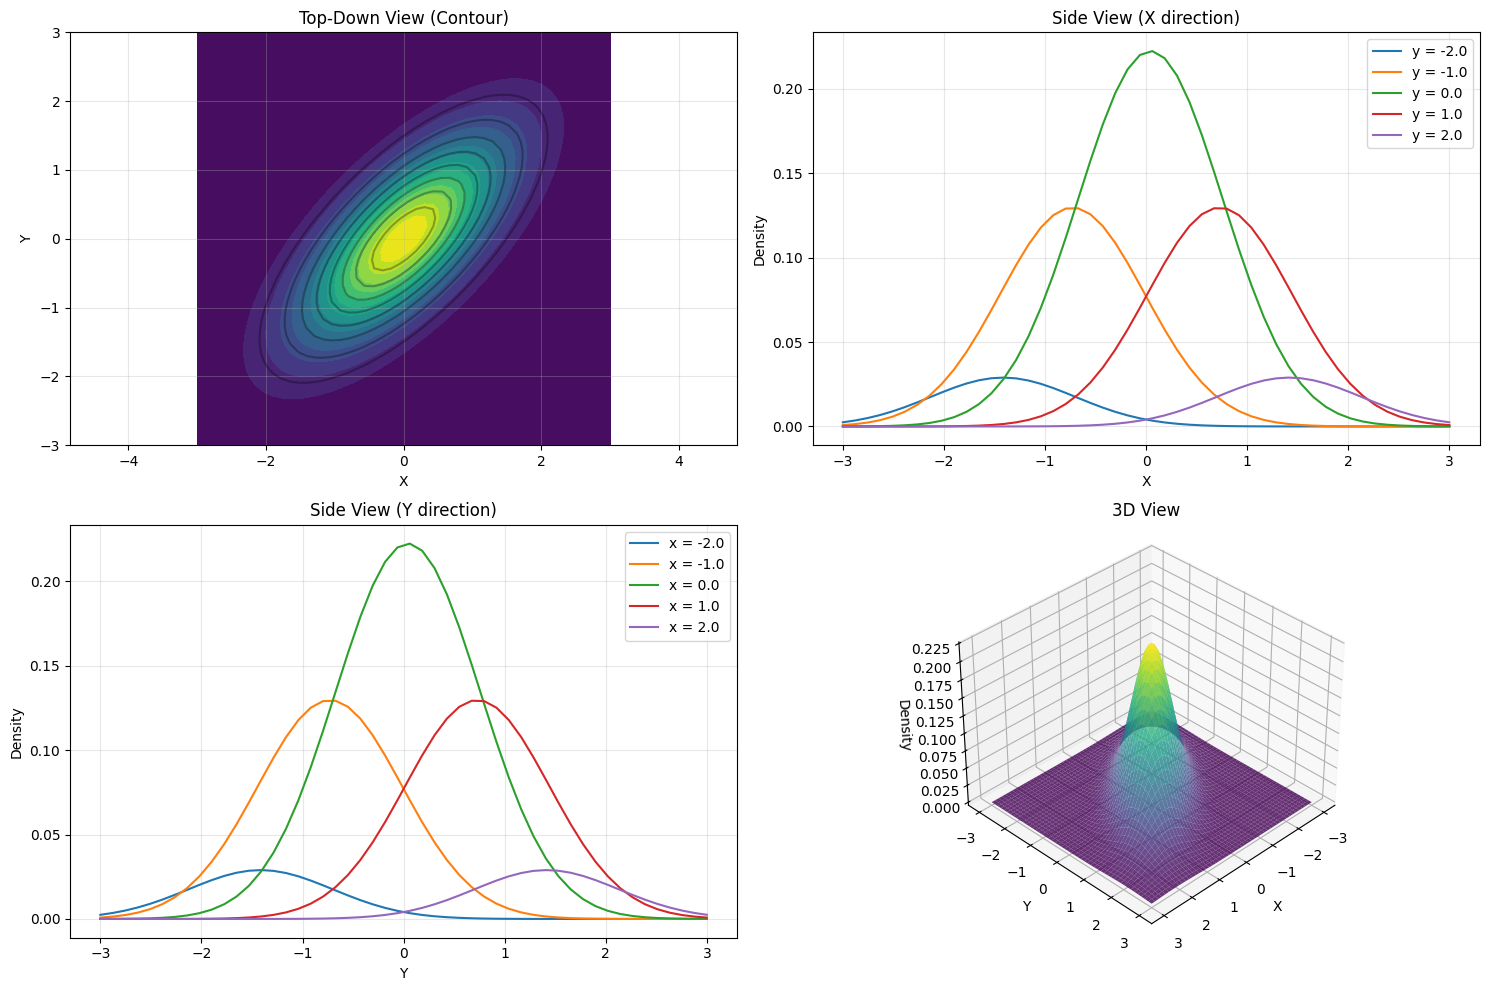 Top-Down View (Contour)
3
2
1
0
−1
−2
−3
Y
−4
−2
0
2
4
X
Side View (X direction)
y = -2.0
y = -1.0
y = 0.0
y = 1.0
y = 2.0
0.20
0.15
0.10
0.05
0.00
Density
−3
−2
−1
0
1
2
3
X
Side View (Y direction)
x = -2.0
x = -1.0
x = 0.0
x = 1.0
x = 2.0
0.20
0.15
0.10
0.05
0.00
Density
−3
−2
−1
0
1
2
3
Y
3D View
0.225
0.200
0.175
0.150
0.125
0.100
0.075
0.050
0.025
0.000
Density
−3
−2
−1
0
1
2
3
Y
−3
−2
−1
0
1
2
3
X